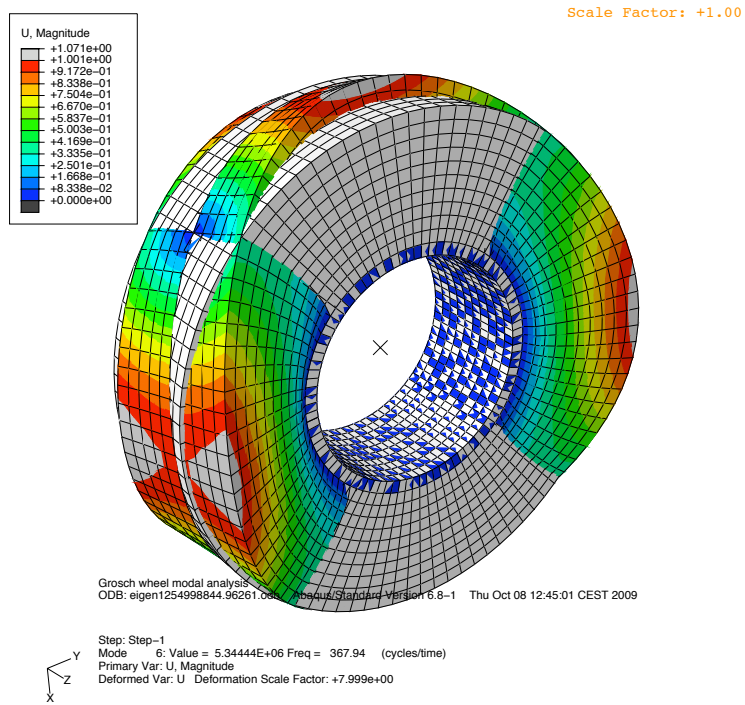 Scale Factor: +1.00
U, Magnitude
+1.071e+00
+1.001e+00
+9.172e-01
+8.338e-01
+7.504e-01
+6.670e-01
+5.837e-01
+5.003e-01
+4.169e-01
+3.335e-01
+2.501e-01
+1.668e-01
+8.338e-02
+0.000e+00
Grosch wheel modal analysis
ODB: eigen1254998844.96261.odb Abaqus/Standard Version 6.8-1 Thu Oct 08 12:45:01 CEST 2009
Step: Step-1
Mode 6: Value = 5.34444E+06 Freq = 367.94 (cycles/time)
Primary Var: U, Magnitude
Deformed Var: U Deformation Scale Factor: +7.999e+00
Y
Z
X